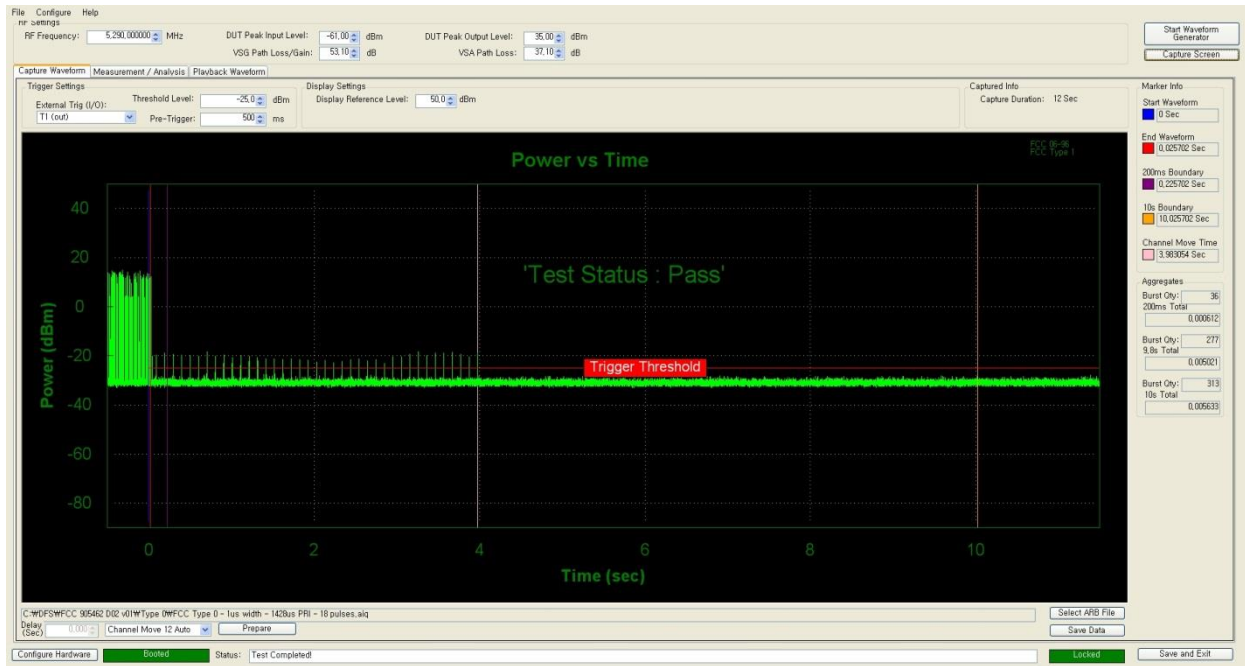 File Configure Help
RF Settings
RF Frequency: 5,290,000000 MHz DUT Peak Input Level: -61,00 dBm DUT Peak Output Level: 35,00 dBm
VSG Path Loss/Gain: 53,10 dB VSA Path Loss: 37,10 dB
Start Waveform
Generator
Capture Screen
Capture Waveform Measurement / Analysis Playback Waveform
Trigger Settings
External Trig (I/O): Threshold Level: -25,0 dBm
T1 (out) Pre-Trigger: 500 ms
Display Settings
Display Reference Level: 50,0 dBm
Captured Info
Capture Duration: 12 Sec
Marker Info
Start Waveform
0 Sec
End Waveform
0,025702 Sec
200ms Boundary
0,225702 Sec
10s Boundary
10,025702 Sec
Channel Move Time
3,983054 Sec
Aggregates
Burst Qty: 36
200ms Total
0,000612
Burst Qty: 277
9,8s Total
0,005021
Burst Qty: 313
10s Total
0,005633
FCC 06-96
FCC Type 1
Power vs Time
'Test Status : Pass'
Trigger Threshold
Power (dBm)
40
20
0
-20
-40
-60
-80
0 2 4 6 8 10
Time (sec)
C:₩DFS₩FCC 905462 D02 v01₩Type 0₩FCC Type 0 - 1us width - 1428us PRI - 18 pulses.aiq
Select ARB File
Delay
(Sec) 0,000 Channel Move 12 Auto Prepare
Save Data
Configure Hardware Booted Status: Test Completed! Locked Save and Exit